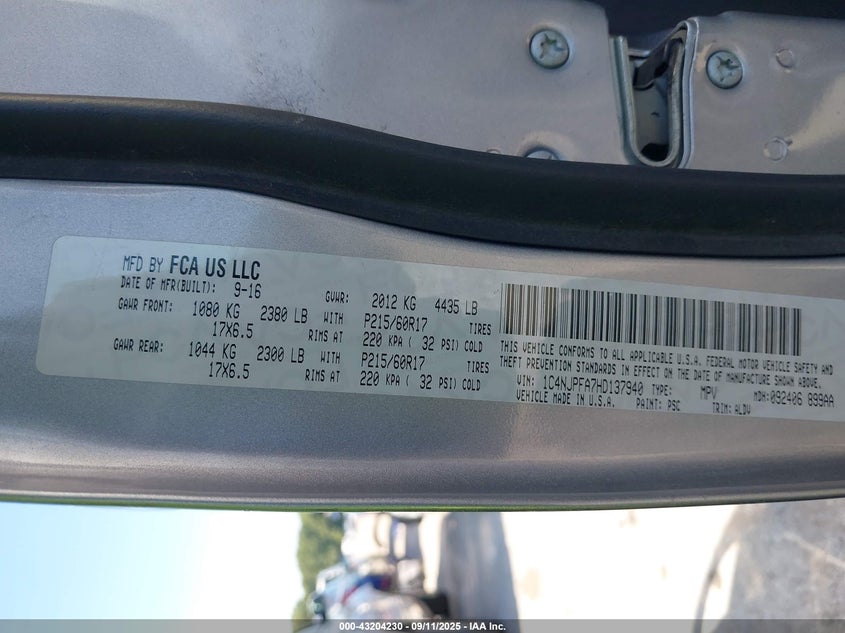 MFD BY FCA US LLC
DATE OF MFR(BUILT): 9-16 GVWR: 2012 KG 4435 LB
GAWR FRONT: 1080 KG 2380 LB WITH P215/60R17 TIRES
17X6.5 RIMS AT 220 KPA ( 32 PSI) COLD
GAWR REAR: 1044 KG 2300 LB WITH P215/60R17 TIRES
17X6.5 RIMS AT 220 KPA ( 32 PSI) COLD
THIS VEHICLE CONFORMS TO ALL APPLICABLE U.S.A. FEDERAL MOTOR VEHICLE SAFETY AND
THEFT PREVENTION STANDARDS IN EFFECT ON THE DATE OF MANUFACTURE SHOWN ABOVE.
VIN: 1C4NJPFA7HD137940 TYPE: MPV MDH:092406 899AA
VEHICLE MADE IN U.S.A. PAINT: PSC TRIM: ALDV
000-43204230 - 09/11/2025 - IAA Inc.